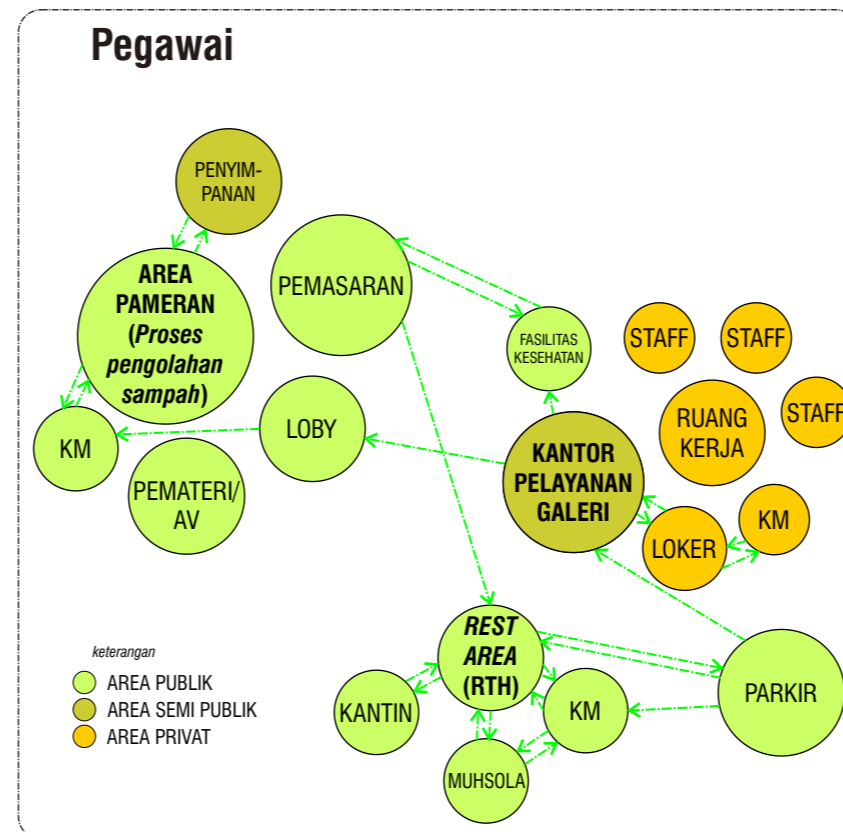 Pegawai
PENYIM-
PANAN
AREA
PAMERAN
(Proses
pengolahan
sampah)
PEMASARAN
FASILITAS
KESEHATAN
STAFF
STAFF
STAFF
RUANG
KERJA
KM
LOBY
PEMATERI/
AV
KANTOR
PELAYANAN
GALERI
LOKER
KM
REST
AREA
(RTH)
KANTIN
KM
MUHSOLA
PARKIR
keterangan
AREA PUBLIK
AREA SEMI PUBLIK
AREA PRIVAT